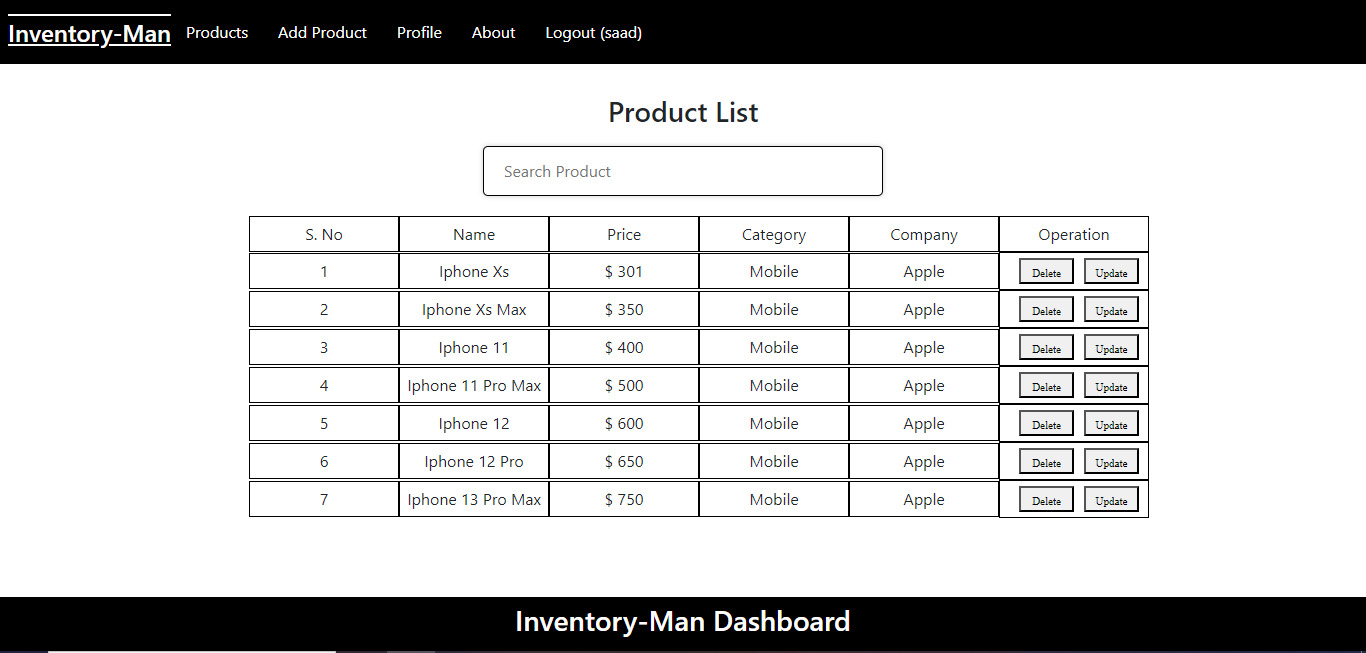 Inventory-Man Products Add Product Profile About Logout (saad)
Product List
Search Product
S. No Name Price Category Company Operation
1 Iphone Xs $ 301 Mobile Apple Delete Update
2 Iphone Xs Max $ 350 Mobile Apple Delete Update
3 Iphone 11 $ 400 Mobile Apple Delete Update
4 Iphone 11 Pro Max $ 500 Mobile Apple Delete Update
5 Iphone 12 $ 600 Mobile Apple Delete Update
6 Iphone 12 Pro $ 650 Mobile Apple Delete Update
7 Iphone 13 Pro Max $ 750 Mobile Apple Delete Update
Inventory-Man Dashboard